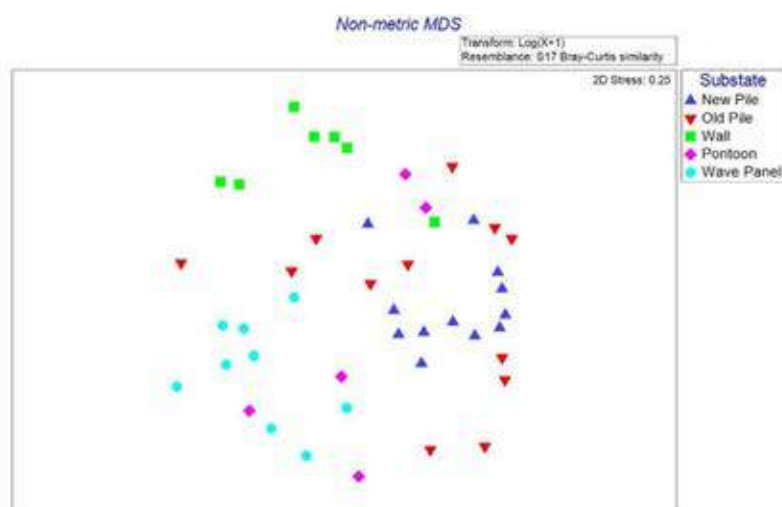 Non-metric MDS
Transform: Log(X+1)
Resemblance: S17 Bray-Curtis similarity
2D Stress: 0.25
Substate
New Pile
Old Pile
Wall
Pontoon
Wave Panel